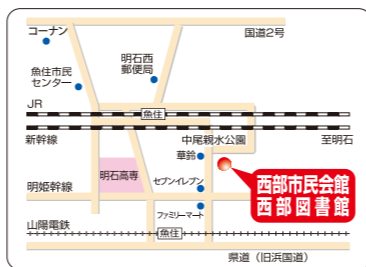 コーナン
国道2号
明石西
郵便局
魚住市民
センター
JR
魚住
新幹線
中尾親水公園
至明石
華鈴
西部市民会館
西部図書館
明石高専
セブンイレブン
明姫幹線
ファミリーマート
山陽電鉄
魚住
県道（旧浜国道）